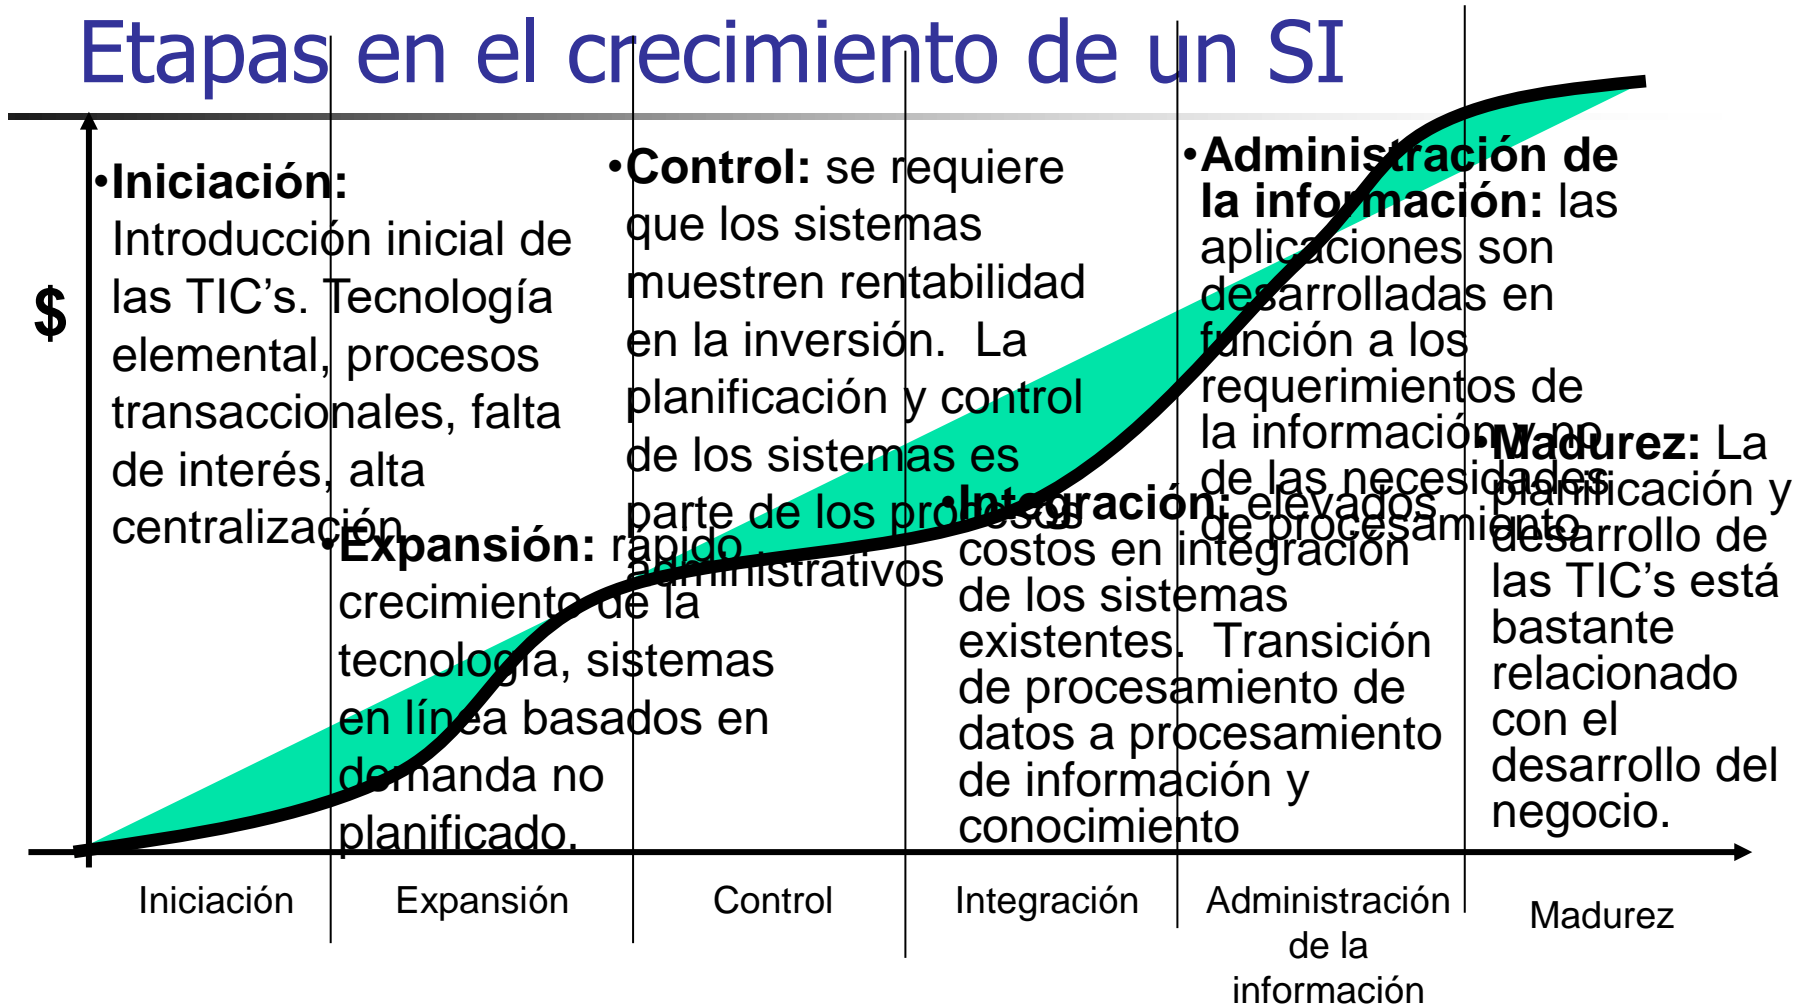 Etapas en el crecimiento de un SI
$
•Iniciación:
Introducción inicial de
las TIC’s. Tecnología
elemental, procesos
transaccionales, falta
de interés, alta
centralización.
•Expansión: rápido
crecimiento de la
tecnología, sistemas
en línea basados en
demanda no
planificado.
•Control: se requiere
que los sistemas
muestren rentabilidad
en la inversión.  La
planificación y control
de los sistemas es
parte de los procesos
administrativos
•Integración: elevados
costos en integración
de los sistemas
existentes.  Transición
de procesamiento de
datos a procesamiento
de información y
conocimiento
•Administración de
la información: las
aplicaciones son
desarrolladas en
función a los
requerimientos de
la información y no
de las necesidades
de procesamiento
•Madurez: La
planificación y
desarrollo de
las TIC’s está
bastante
relacionado
con el
desarrollo del
negocio.
Iniciación
Expansión
Control
Integración
Administración
de la
información
Madurez